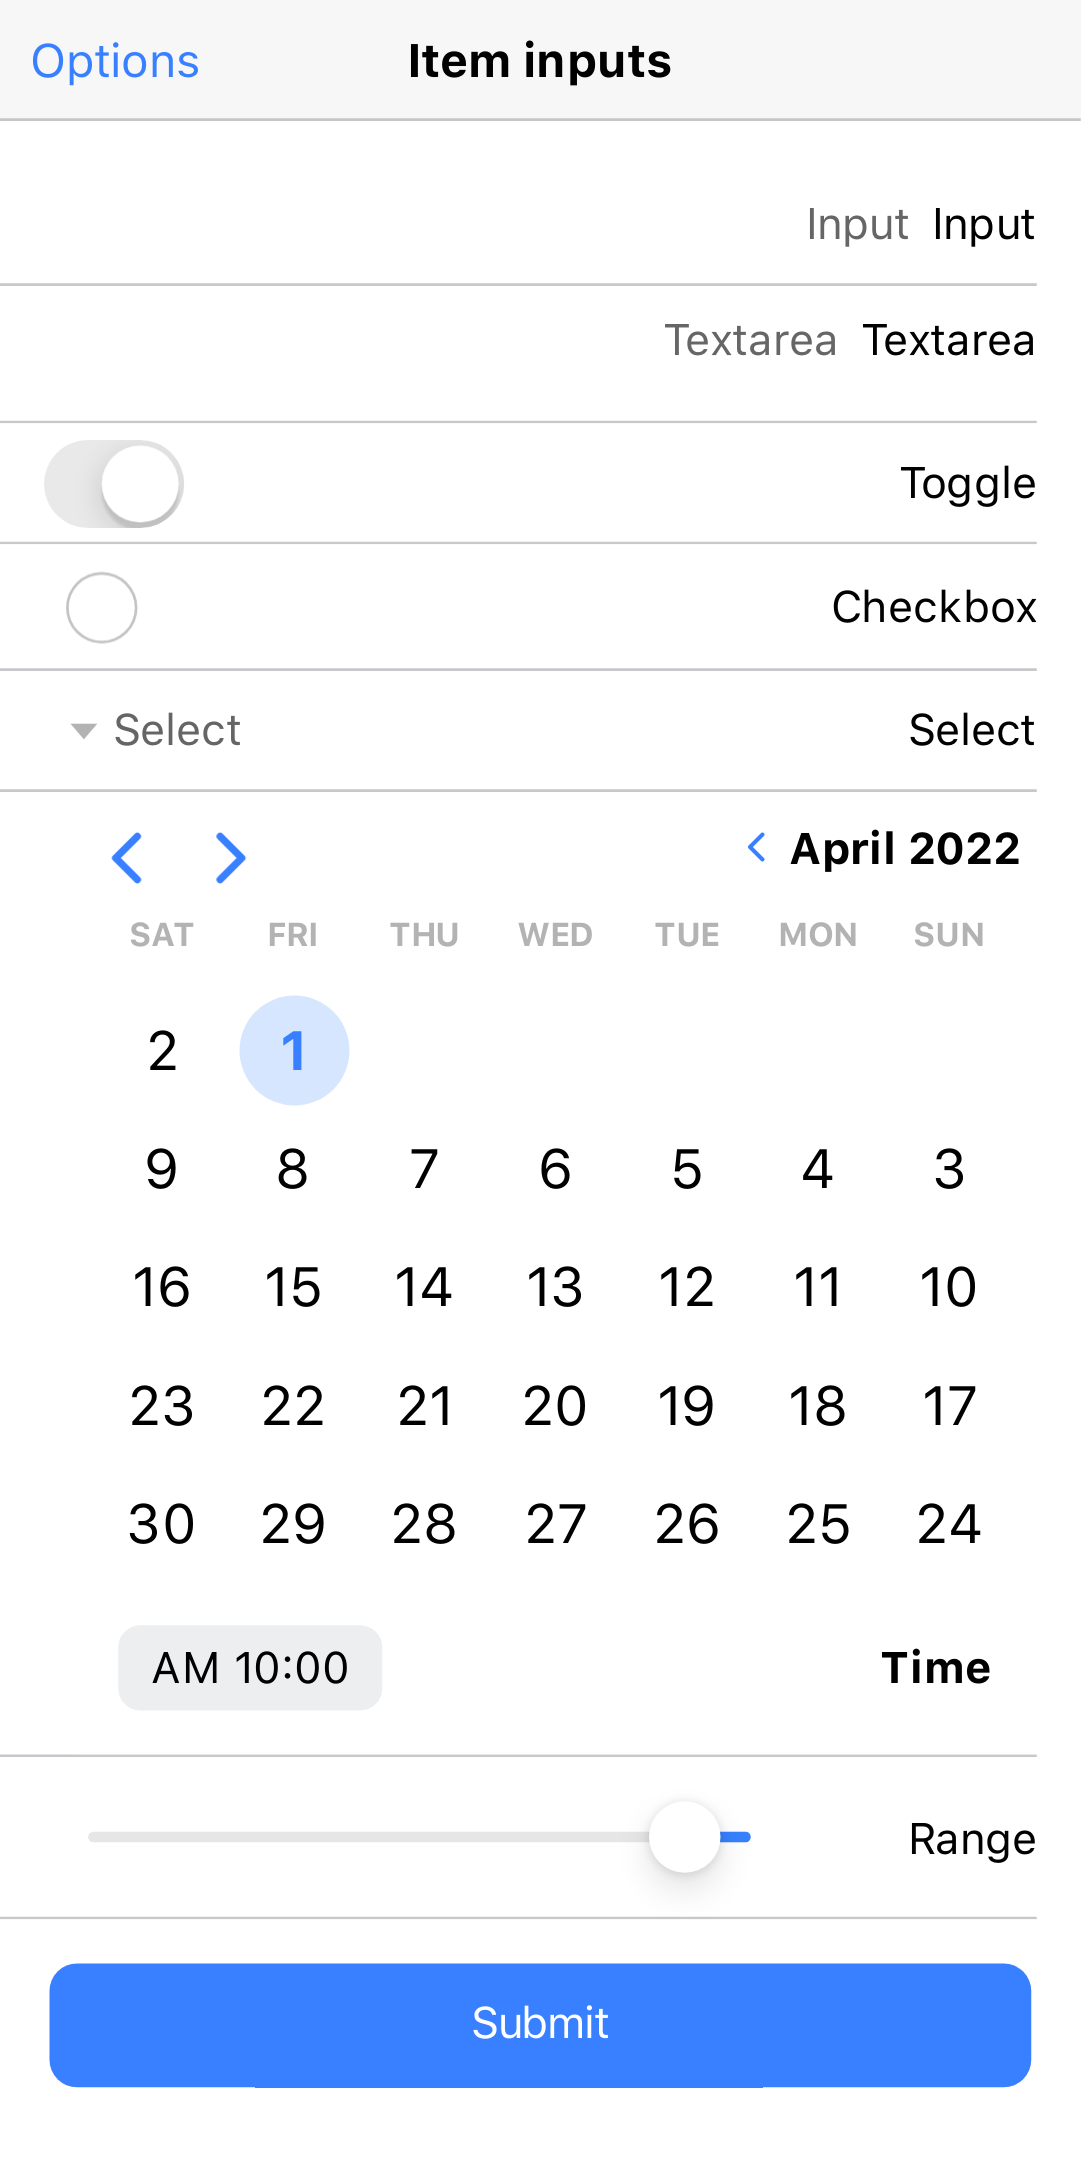 Options Item inputs
Input Input
Textarea Textarea
Toggle
Checkbox
Select Select
April 2022
SAT FRI THU WED TUE MON SUN
2 1
9 8 7 6 5 4 3
16 15 14 13 12 11 10
23 22 21 20 19 18 17
30 29 28 27 26 25 24
AM 10:00 Time
Range
Submit